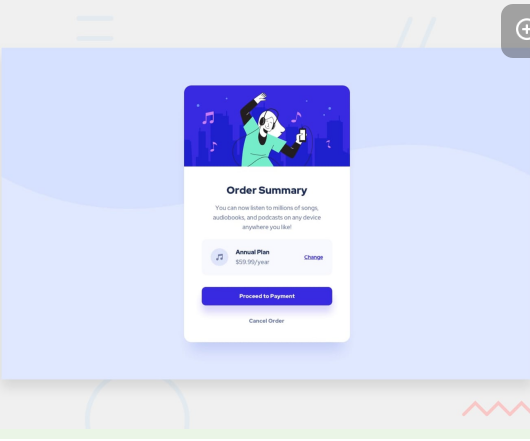 Order Summary
You can now listen to millions of songs,
audiobooks, and podcasts on any device
anywhere you like!
Annual Plan
$59.99/year
Change
Proceed to Payment
Cancel Order